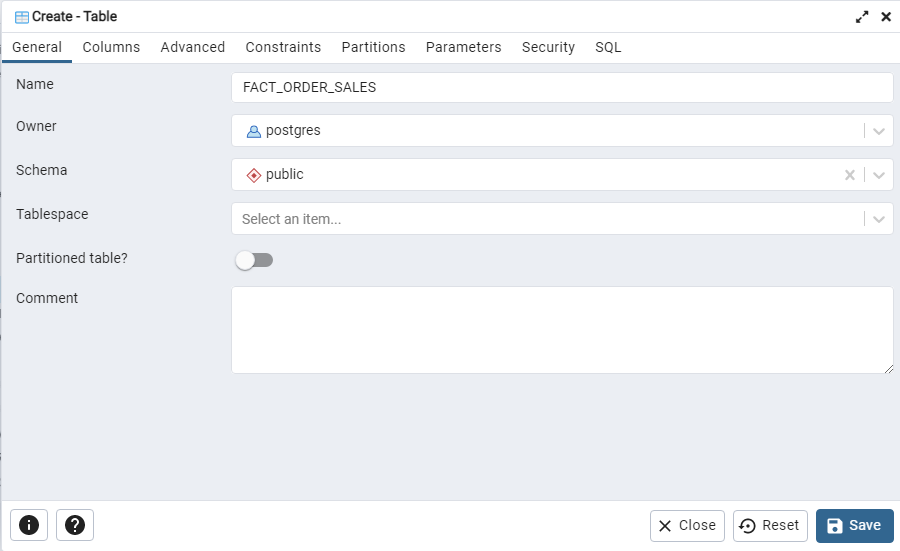 Create - Table
General Columns Advanced Constraints Partitions Parameters Security SQL
Name FACT_ORDER_SALES
Owner postgres
Schema public
Tablespace Select an item...
Partitioned table?
Comment
Close Reset Save